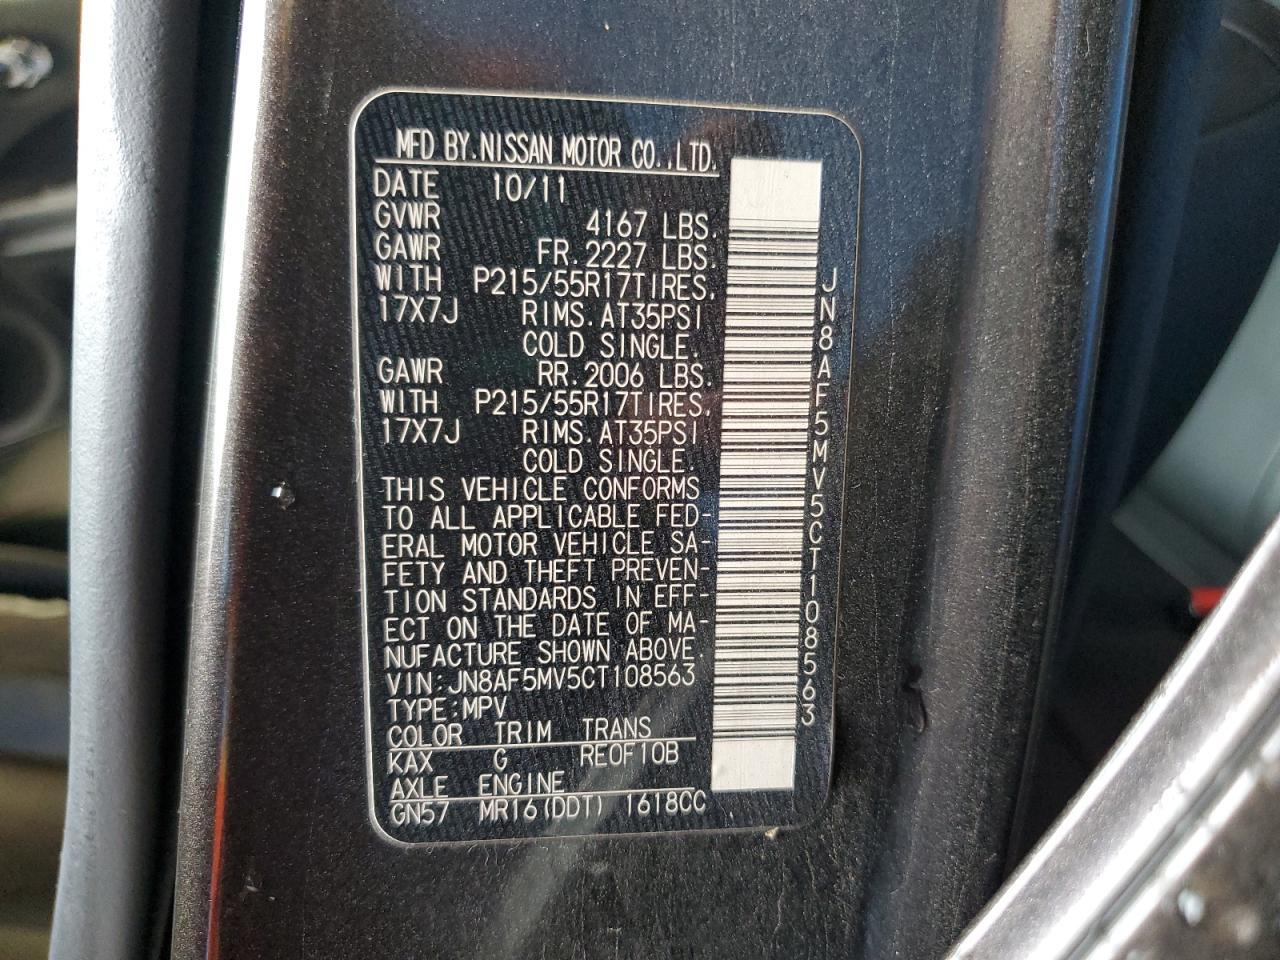 MFD BY.NISSAN MOTOR CO.,LTD.
DATE 10/11
GVWR 4167 LBS.
GAWR FR.2227 LBS.
WITH P215/55R17TIRES.
17X7J RIMS.AT35PSI
COLD SINGLE.
GAWR RR.2006 LBS.
WITH P215/55R17TIRES.
17X7J RIMS.AT35PSI
COLD SINGLE.
THIS VEHICLE CONFORMS
TO ALL APPLICABLE FED-
ERAL MOTOR VEHICLE SA-
FETY AND THEFT PREVEN-
TION STANDARDS IN EFF-
ECT ON THE DATE OF MA-
NUFACTURE SHOWN ABOVE
VIN:JN8AF5MV5CT108563
TYPE:MPV
COLOR TRIM TRANS
KAX G RE0F10B
AXLE ENGINE
GN57 MR16(DDT) 1618CC
JN8AF5MV5CT108563